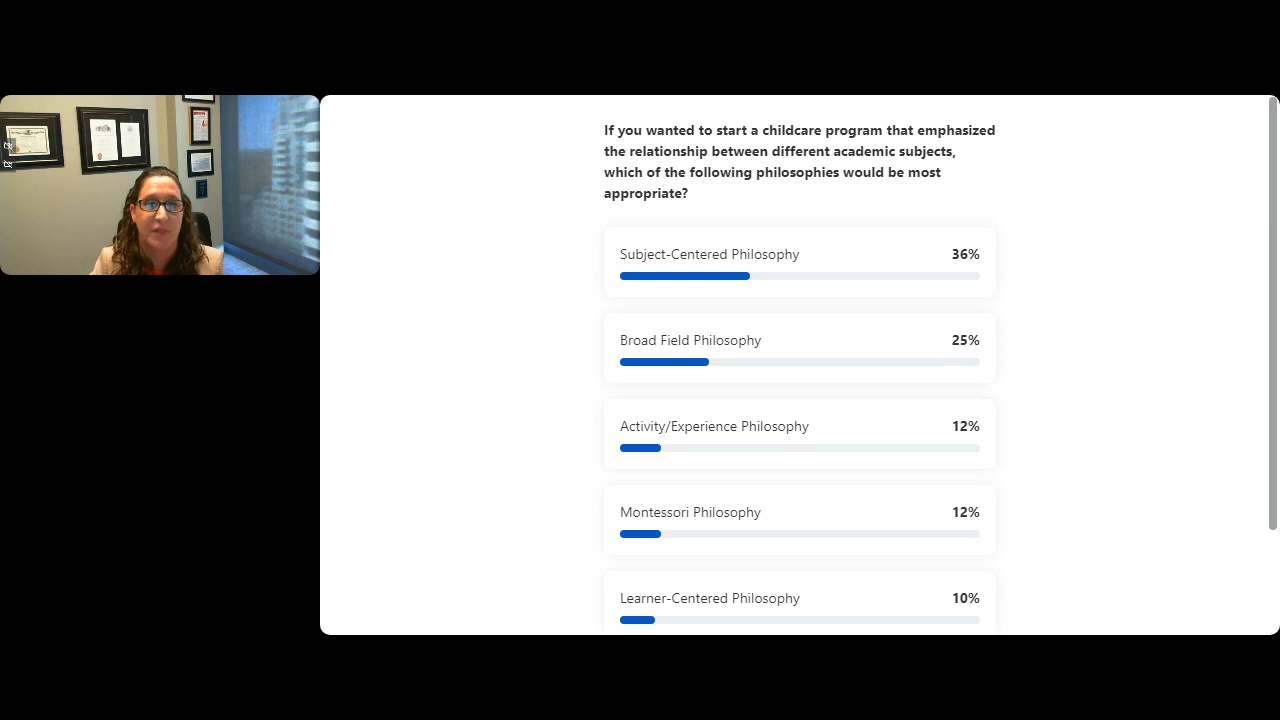 If you wanted to start a childcare program that emphasized
the relationship between different academic subjects,
which of the following philosophies would be most
appropriate?
Subject-Centered Philosophy 36%
Broad Field Philosophy 25%
Activity/Experience Philosophy 12%
Montessori Philosophy 12%
Learner-Centered Philosophy 10%